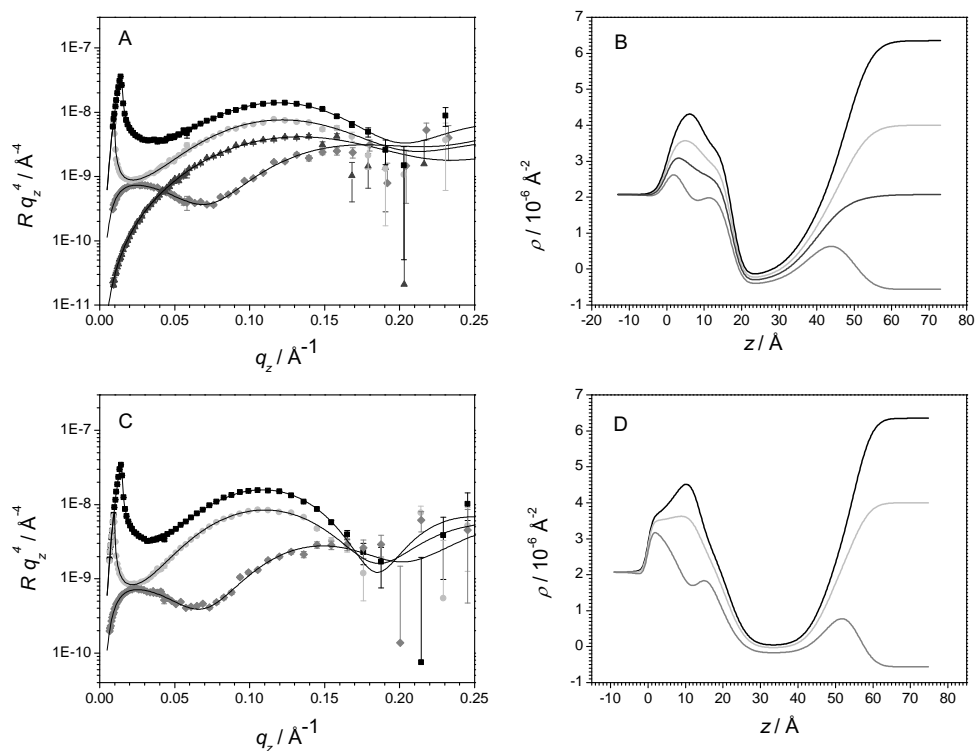 A
1E-7
1E-8
1E-9
1E-10
1E-11
R q_z^4 / Å^-4
0.00 0.05 0.10 0.15 0.20 0.25
q_z / Å^-1
B
7
6
5
4
3
2
1
0
-1
ρ / 10^-6 Å^-2
-20 -10 0 10 20 30 40 50 60 70 80
z / Å
C
1E-7
1E-8
1E-9
1E-10
R q_z^4 / Å^-4
0.00 0.05 0.10 0.15 0.20 0.25
q_z / Å^-1
D
7
6
5
4
3
2
1
0
-1
ρ / 10^-6 Å^-2
-10 0 10 20 30 40 50 60 70 80
z / Å